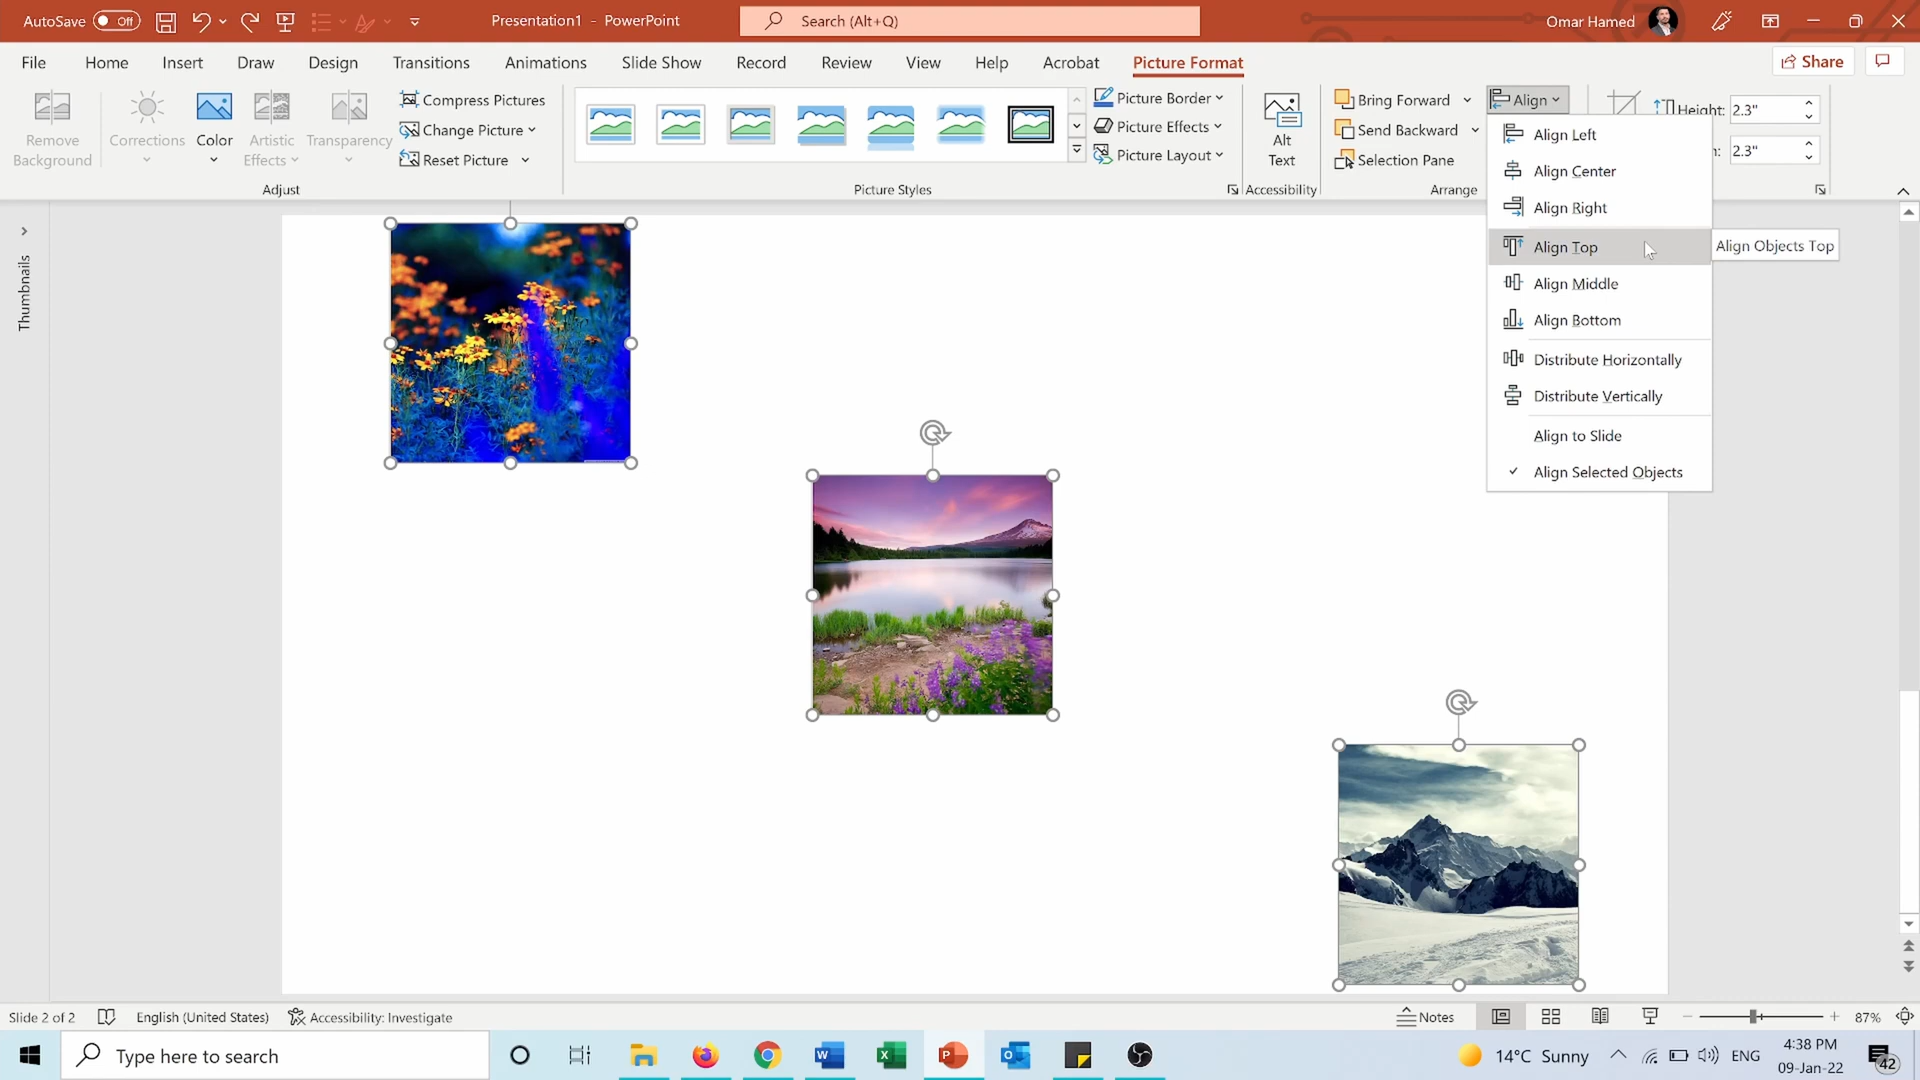 AutoSave Off Presentation1 - PowerPoint Search (Alt+Q) Omar Hamed
File Home Insert Draw Design Transitions Animations Slide Show Record Review View Help Acrobat Picture Format Share
Remove
Background
Corrections
Color
Artistic
Effects
Transparency
Compress Pictures
Change Picture
Reset Picture
Adjust
Picture Styles
Picture Border
Picture Effects
Picture Layout
Alt
Text
Accessibility
Bring Forward
Send Backward
Selection Pane
Align
Arrange
Height: 2.3"
2.3"
Align Left
Align Center
Align Right
Align Top
Align Objects Top
Align Middle
Align Bottom
Distribute Horizontally
Distribute Vertically
Align to Slide
Align Selected Objects
Thumbnails
Slide 2 of 2 English (United States) Accessibility: Investigate Notes 87%
Type here to search 14°C Sunny ENG 4:38 PM
09-Jan-22
42